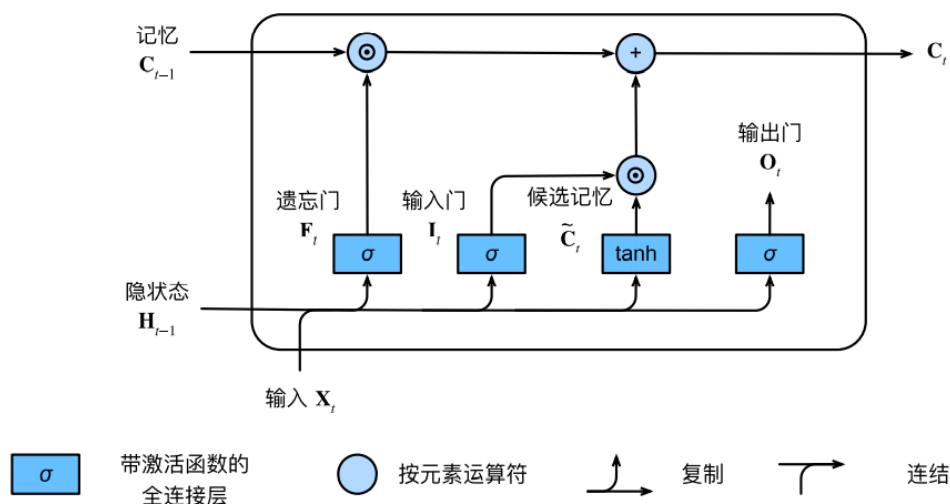 记忆
C_{t-1}
⊙
+
C_t
输出门
O_t
⊙
遗忘门
F_t
输入门
I_t
候选记忆
C̃_t
σ
σ
tanh
σ
隐状态
H_{t-1}
输入 X_t
σ
带激活函数的
全连接层
按元素运算符
复制
连结